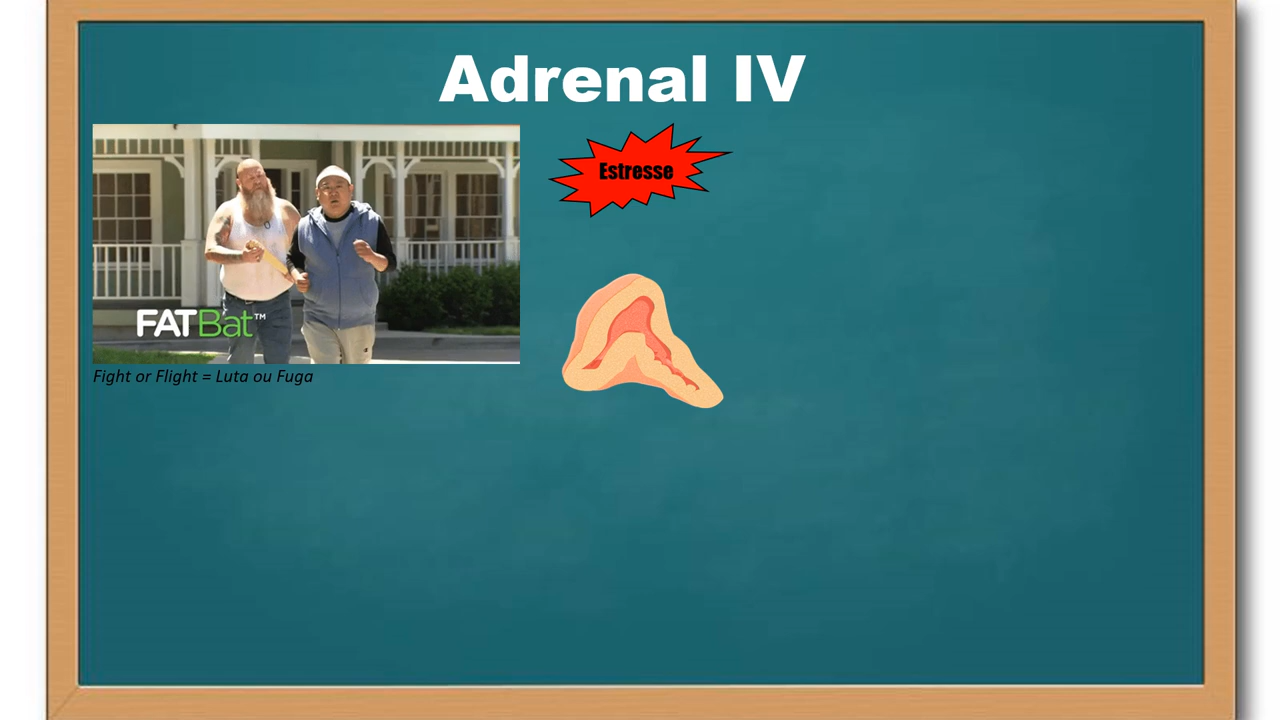 Adrenal IV
Estresse
FATBat™
Fight or Flight = Luta ou Fuga